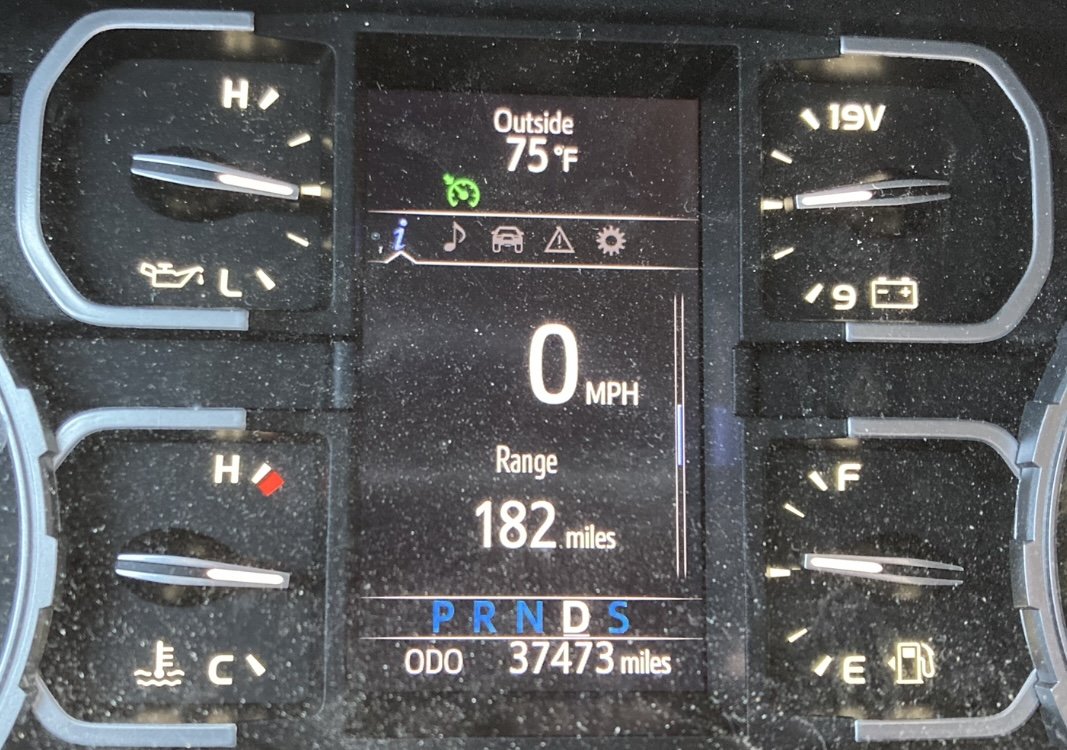 H
L
19V
9
Outside
75°F
0 MPH
Range
182 miles
P R N D S
ODO 37473 miles
H
C
F
E